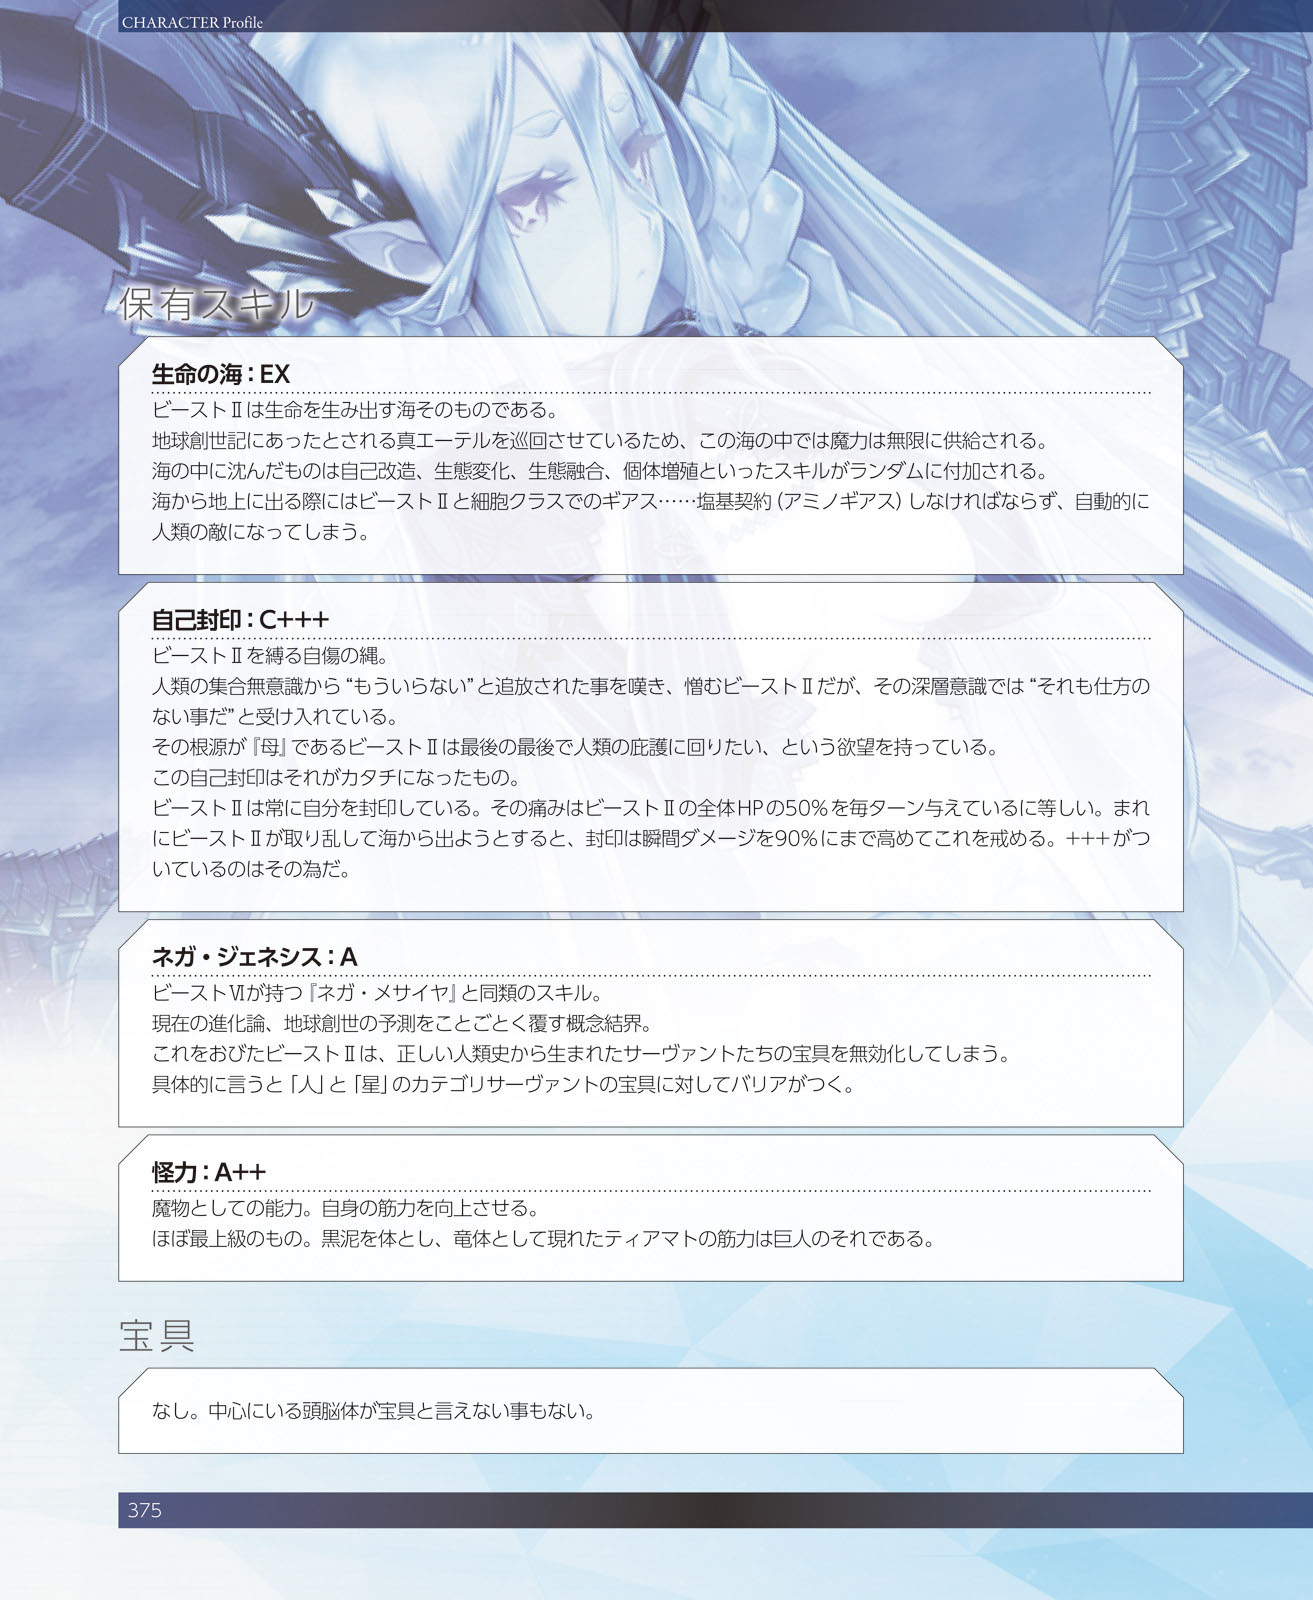 CHARACTER Profile
保有スキル
生命の海：EX
ビーストⅡは生命を生み出す海そのものである。
地球創世記にあったとされる真エーテルを巡回させているため、この海の中では魔力は無限に供給される。
海の中に沈んだものは自己改造、生態変化、生態融合、個体増殖といったスキルがランダムに付加される。
海から地上に出る際にはビーストⅡと細胞クラスでのギアス……塩基契約（アミノギアス）しなければならず、自動的に
人類の敵になってしまう。
自己封印：C+++
ビーストⅡを縛る自傷の縄。
人類の集合無意識から“もういらない”と追放された事を嘆き、憎むビーストⅡだが、その深層意識では“それも仕方の
ない事だ”と受け入れている。
その根源が『母』であるビーストⅡは最後の最後で人類の庇護に回りたい、という欲望を持っている。
この自己封印はそれがカタチになったもの。
ビーストⅡは常に自分を封印している。その痛みはビーストⅡの全体HPの50%を毎ターン与えているに等しい。まれ
にビーストⅡが取り乱して海から出ようとすると、封印は瞬間ダメージを90%にまで高めてこれを戒める。+++がつ
いているのはその為だ。
ネガ・ジェネシス：A
ビーストⅥが持つ『ネガ・メサイヤ』と同類のスキル。
現在の進化論、地球創世の予測をことごとく覆す概念結界。
これをおびたビーストⅡは、正しい人類史から生まれたサーヴァントたちの宝具を無効化してしまう。
具体的に言うと「人」と「星」のカテゴリサーヴァントの宝具に対してバリアがつく。
怪力：A++
魔物としての能力。自身の筋力を向上させる。
ほぼ最上級のもの。黒泥を体とし、竜体として現れたティアマトの筋力は巨人のそれである。
宝具
なし。中心にいる頭脳体が宝具と言えない事もない。
375